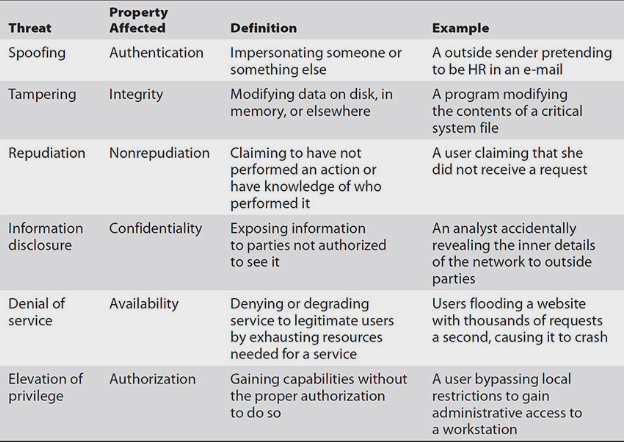 Threat Property Affected Definition Example
Spoofing Authentication Impersonating someone or something else A outside sender pretending to be HR in an e-mail
Tampering Integrity Modifying data on disk, in memory, or elsewhere A program modifying the contents of a critical system file
Repudiation Nonrepudiation Claiming to have not performed an action or have knowledge of who performed it A user claiming that she did not receive a request
Information disclosure Confidentiality Exposing information to parties not authorized to see it An analyst accidentally revealing the inner details of the network to outside parties
Denial of service Availability Denying or degrading service to legitimate users by exhausting resources needed for a service Users flooding a website with thousands of requests a second, causing it to crash
Elevation of privilege Authorization Gaining capabilities without the proper authorization to do so A user bypassing local restrictions to gain administrative access to a workstation